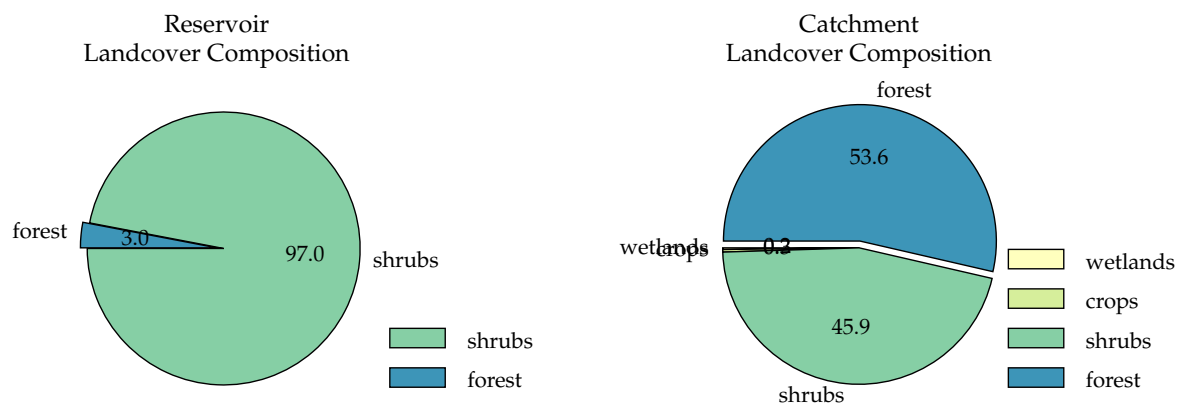 Reservoir
Landcover Composition
forest
3.0
97.0
shrubs
shrubs
forest
Catchment
Landcover Composition
forest
53.6
wetlands
crops
45.9
shrubs
wetlands
crops
shrubs
forest